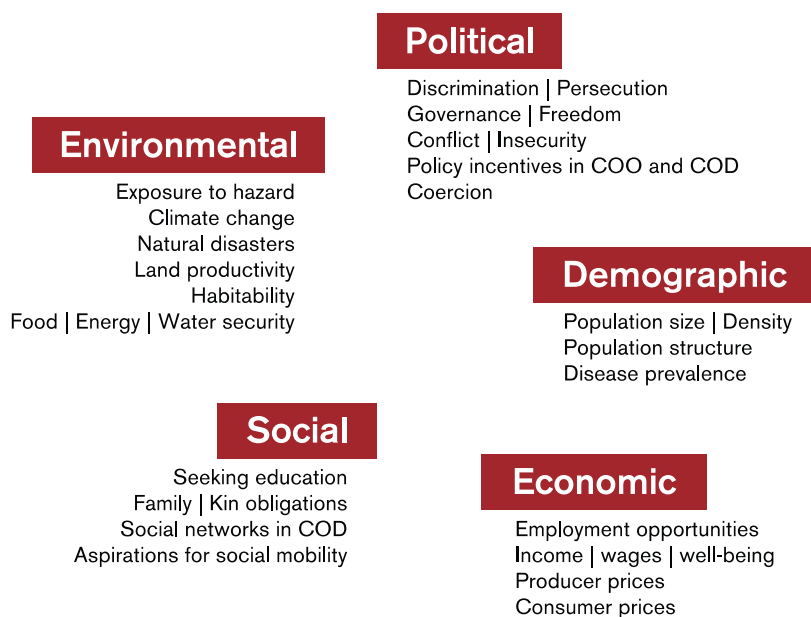 Political
Discrimination | Persecution
Governance | Freedom
Conflict | Insecurity
Policy incentives in COO and COD
Coercion
Environmental
Exposure to hazard
Climate change
Natural disasters
Land productivity
Habitability
Food | Energy | Water security
Demographic
Population size | Density
Population structure
Disease prevalence
Social
Seeking education
Family | Kin obligations
Social networks in COD
Aspirations for social mobility
Economic
Employment opportunities
Income | wages | well-being
Producer prices
Consumer prices